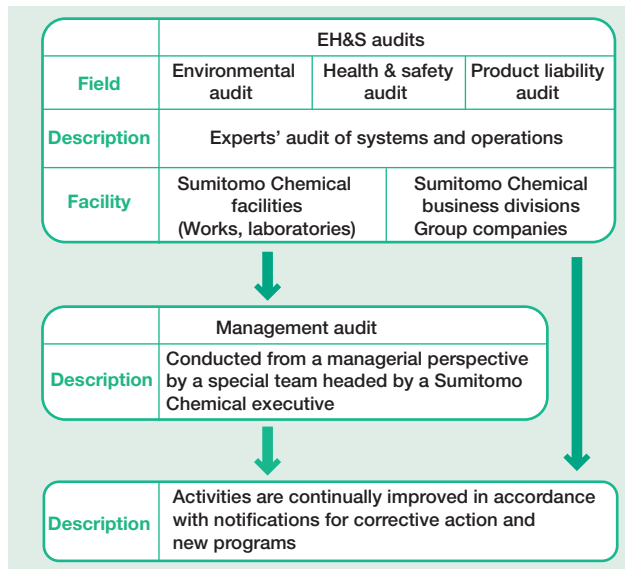 EH&S audits
Field
Environmental
audit
Health & safety
audit
Product liability
audit
Description
Experts’ audit of systems and operations
Facility
Sumitomo Chemical
facilities
(Works, laboratories)
Sumitomo Chemical
business divisions
Group companies
Management audit
Description
Conducted from a managerial perspective
by a special team headed by a Sumitomo
Chemical executive
Description
Activities are continually improved in accordance
with notifications for corrective action and
new programs